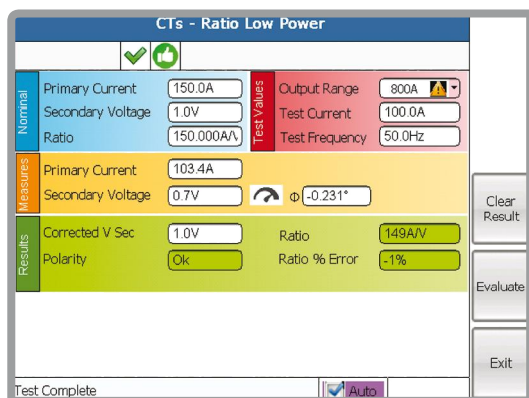 CTs - Ratio Low Power
Nominal
Primary Current 150.0A
Secondary Voltage 1.0V
Ratio 150.000A/V
Test Values
Output Range 800A
Test Current 100.0A
Test Frequency 50.0Hz
Measures
Primary Current 103.4A
Secondary Voltage 0.7V Φ -0.231°
Results
Corrected V Sec 1.0V Ratio 149A/V
Polarity Ok Ratio % Error -1%
Clear
Result
Evaluate
Exit
Test Complete Auto